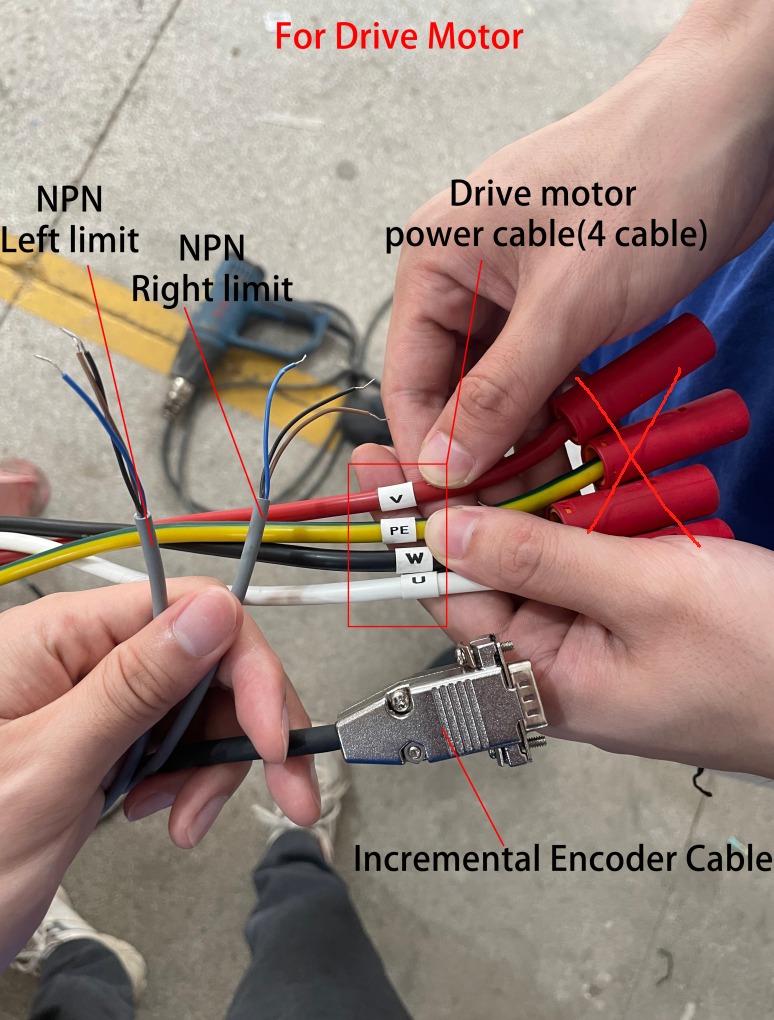 For Drive Motor
NPN
Left limit
NPN
Right limit
Drive motor
power cable(4 cable)
V
PE
W
U
Incremental Encoder Cable